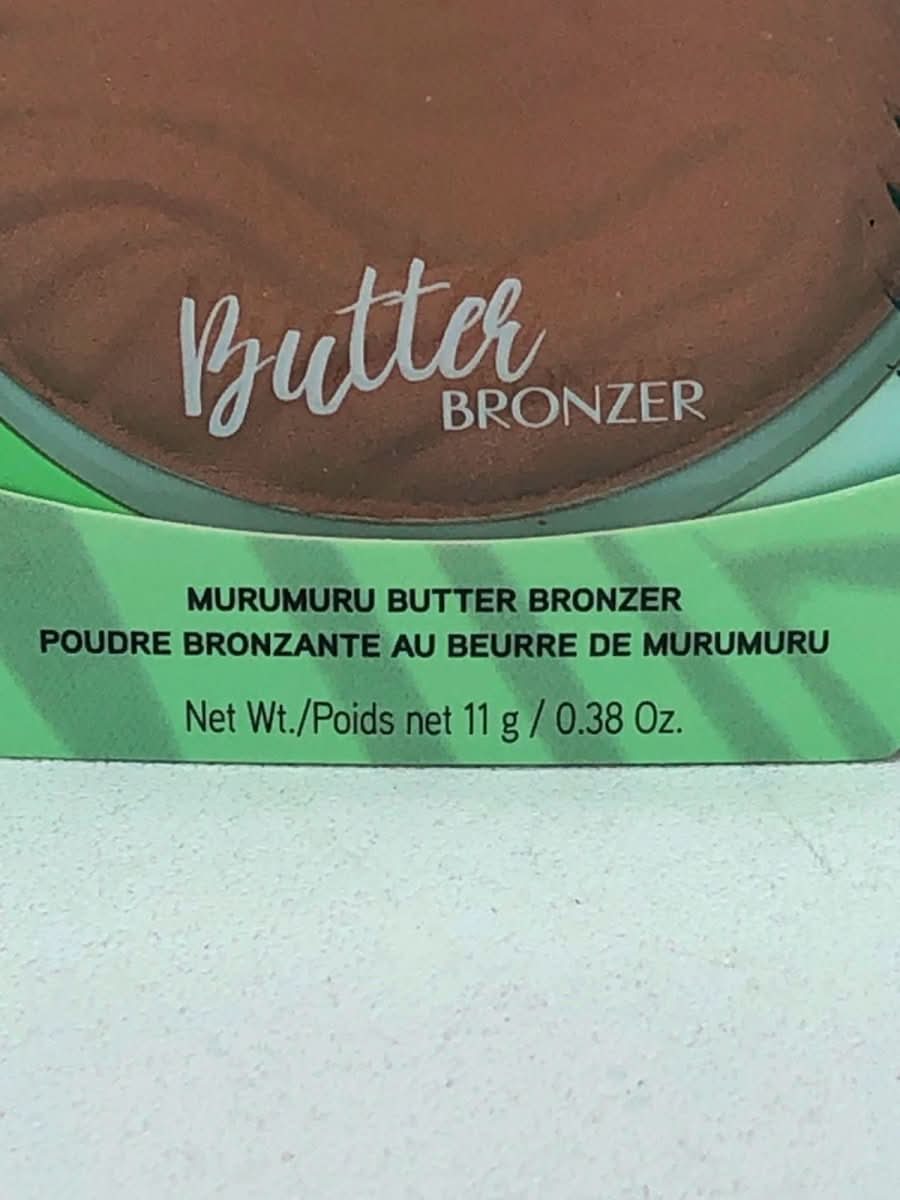 Butter
BRONZER
MURUMURU BUTTER BRONZER
POUDRE BRONZANTE AU BEURRE DE MURUMURU
Net Wt./Poids net 11 g / 0.38 Oz.